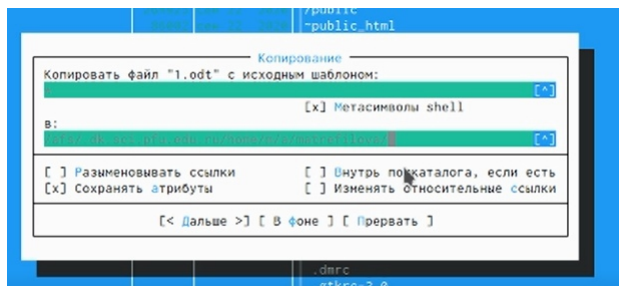 /public
~public_html
Копирование
Копировать файл "1.odt" с исходным шаблоном:
[^]
[x] Метасимволы shell
в:
[^]
[ ] Разыменовывать ссылки [ ] Внутрь подкаталога, если есть
[x] Сохранять атрибуты [ ] Изменять относительные ссылки
[< Дальше >] [ В фоне ] [ Прервать ]
.dmrc